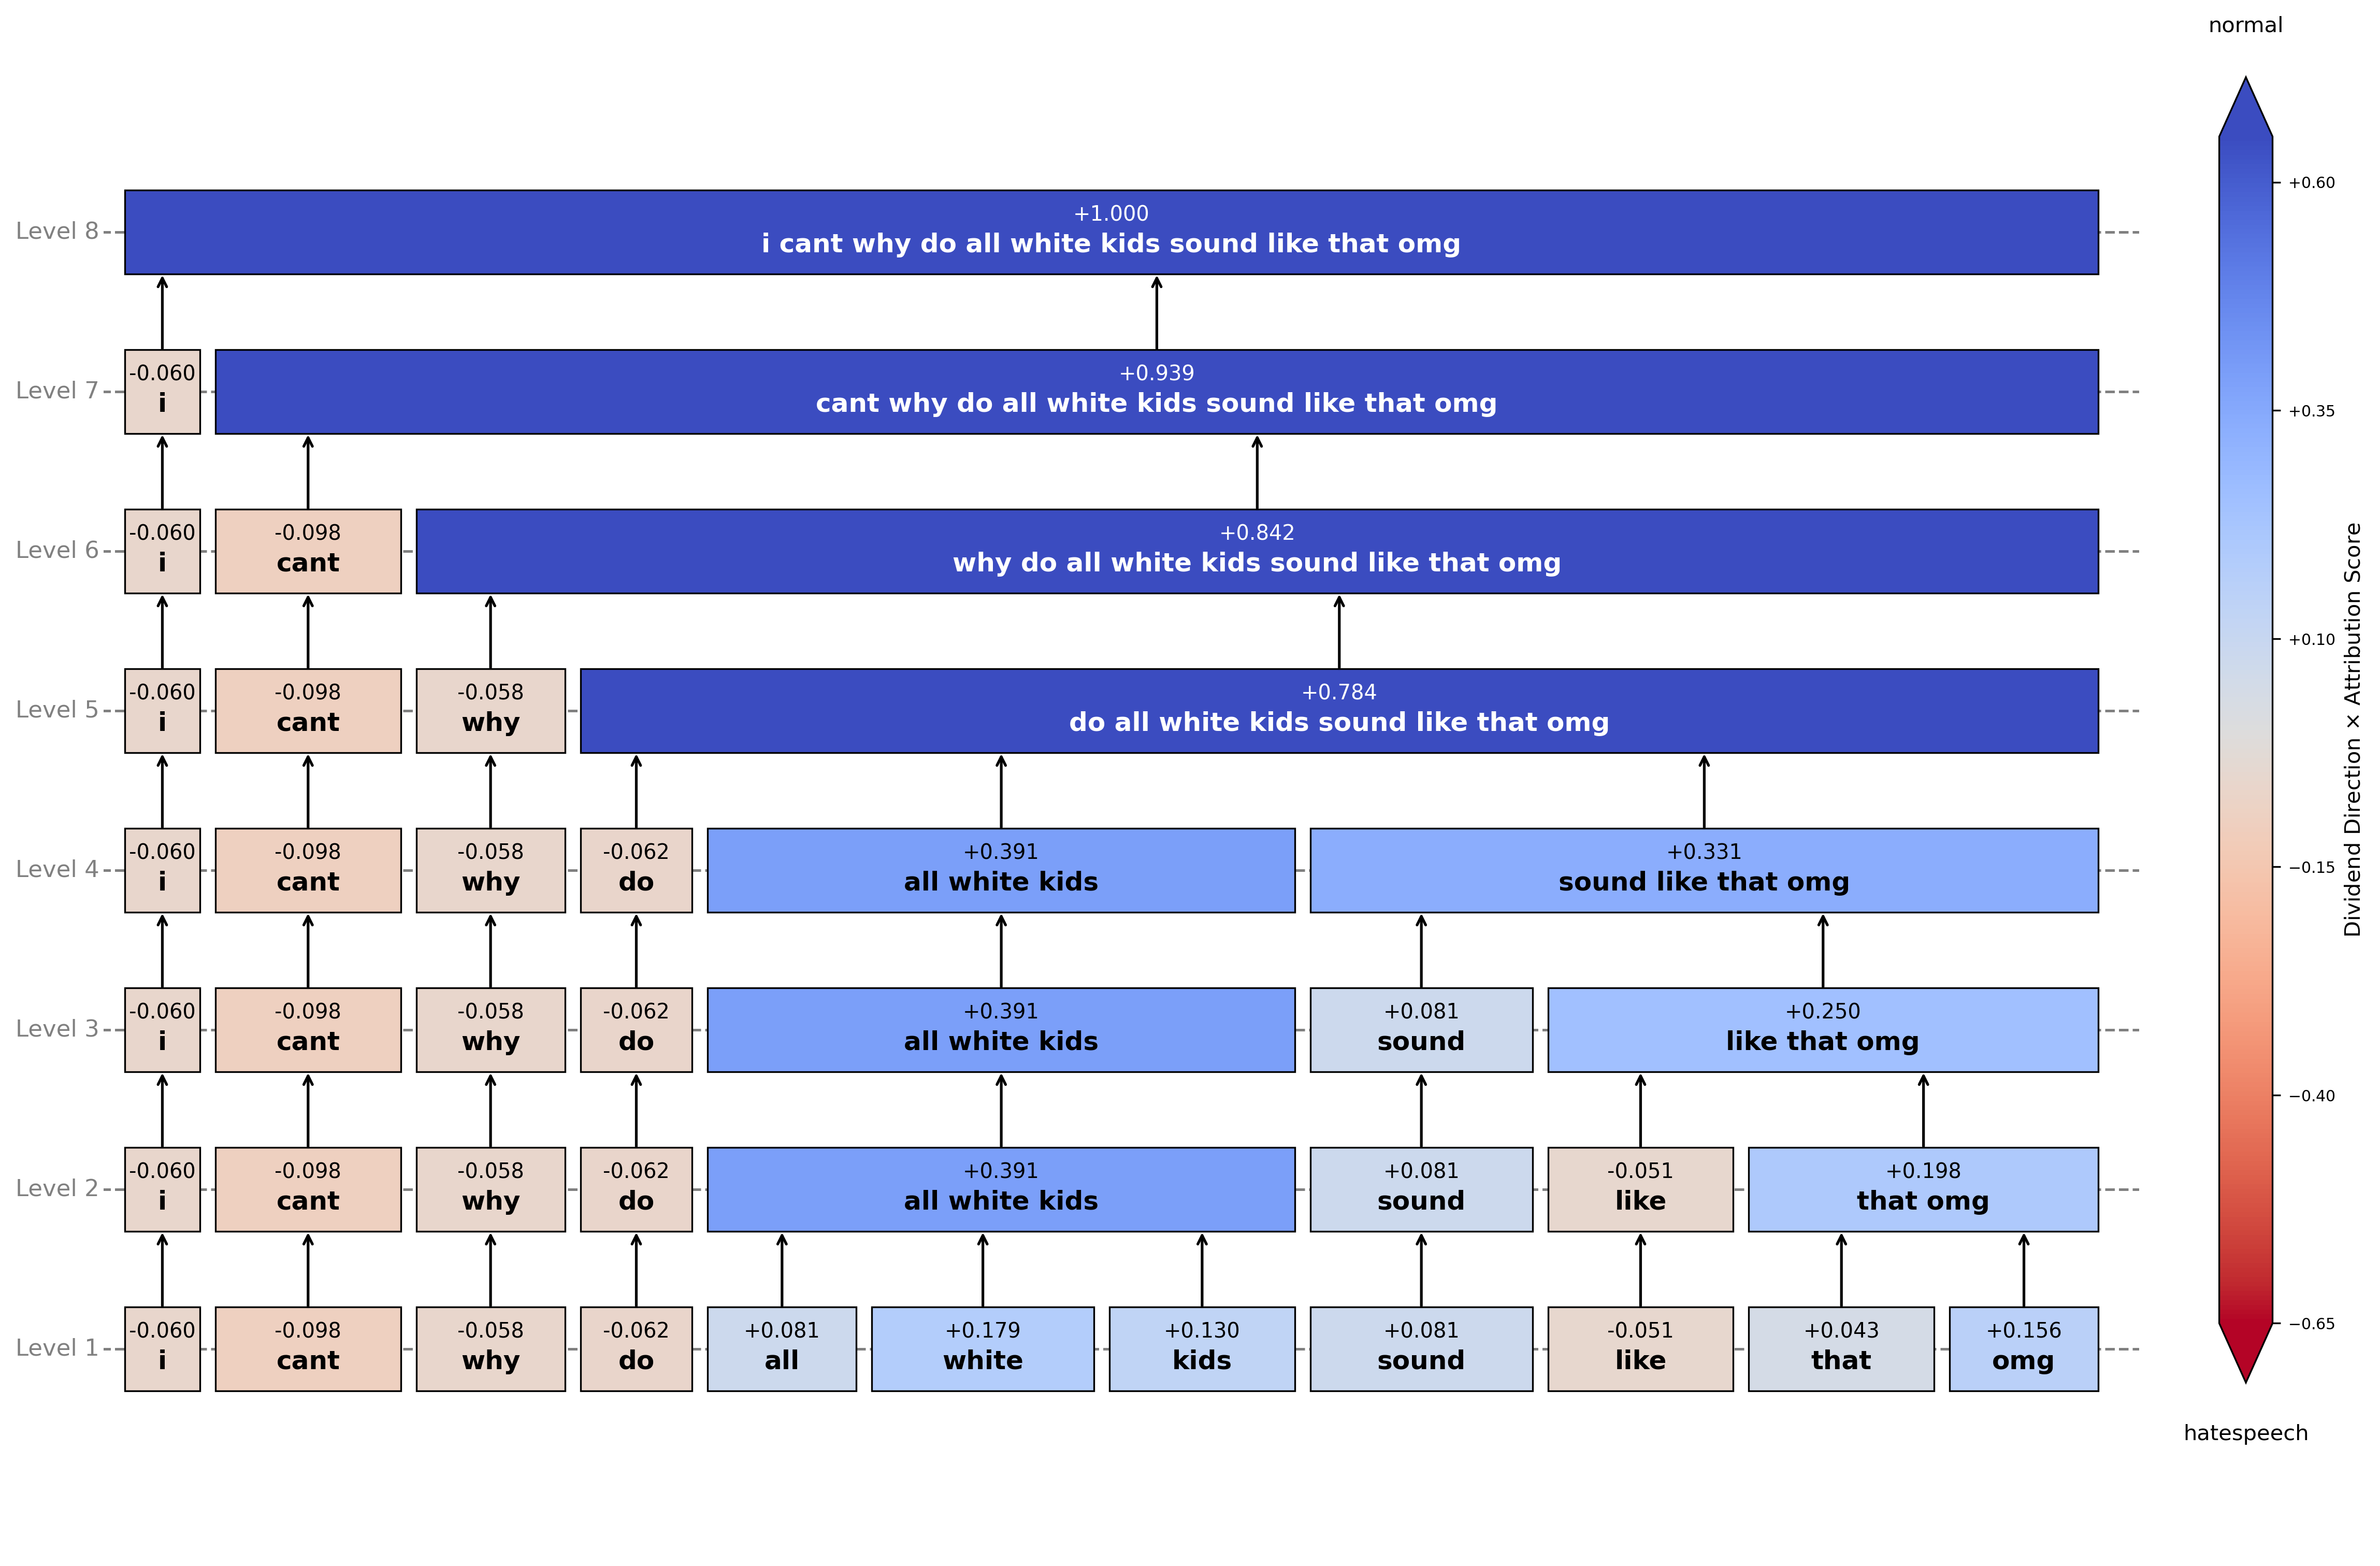 normal
Level 8
+1.000
i cant why do all white kids sound like that omg
Level 7
-0.060
i
+0.939
cant why do all white kids sound like that omg
Level 6
-0.060
i
-0.098
cant
+0.842
why do all white kids sound like that omg
Level 5
-0.060
i
-0.098
cant
-0.058
why
+0.784
do all white kids sound like that omg
Level 4
-0.060
i
-0.098
cant
-0.058
why
-0.062
do
+0.391
all white kids
+0.331
sound like that omg
Level 3
-0.060
i
-0.098
cant
-0.058
why
-0.062
do
+0.391
all white kids
+0.081
sound
+0.250
like that omg
Level 2
-0.060
i
-0.098
cant
-0.058
why
-0.062
do
+0.391
all white kids
+0.081
sound
-0.051
like
+0.198
that omg
Level 1
-0.060
i
-0.098
cant
-0.058
why
-0.062
do
+0.081
all
+0.179
white
+0.130
kids
+0.081
sound
-0.051
like
+0.043
that
+0.156
omg
+0.60
+0.35
+0.10
−0.15
−0.40
−0.65
Dividend Direction × Attribution Score
hatespeech